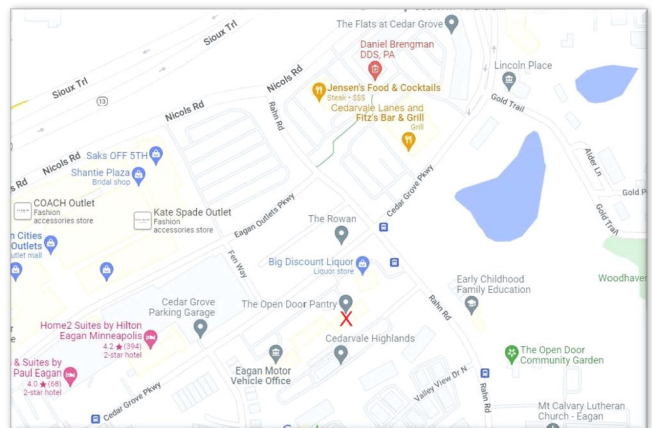 The Flats at Cedar Grove
Sioux Trl
Daniel Brengman
DDS, PA
Lincoln Place
Sioux Trl
Nicols Rd
Jensen's Food & Cocktails
Steak • $$$
13
Nicols Rd
Rahn Rd
Cedarvale Lanes and
Fitz's Bar & Grill
Grill
Gold Trail
Nicols Rd
Saks OFF 5TH
Alder Ln
s Rd
Shantie Plaza
Bridal shop
Cedar Grove Pkwy
Gold P
COACH Outlet
Fashion
accessories store
Kate Spade Outlet
Fashion
accessories store
Eagan Outlets Pkwy
The Rowan
Gold Trail
n Cities
Outlets
utlet mall
Fern Way
Big Discount Liquor
Liquor store
Early Childhood
Family Education
Woodhaven
Cedar Grove
Parking Garage
The Open Door Pantry
X
Rahn Rd
r
Home2 Suites by Hilton
Eagan Minneapolis
4.2 ★ (394)
2-star hotel
Cedarvale Highlands
The Open Door
Community Garden
& Suites by
Paul Eagan
4.0 ★ (68)
2-star hotel
Eagan Motor
Vehicle Office
Valley View Dr N
Rahn Rd
Cedar Grove Pkwy
Mt Calvary Lutheran
Church - Eagan